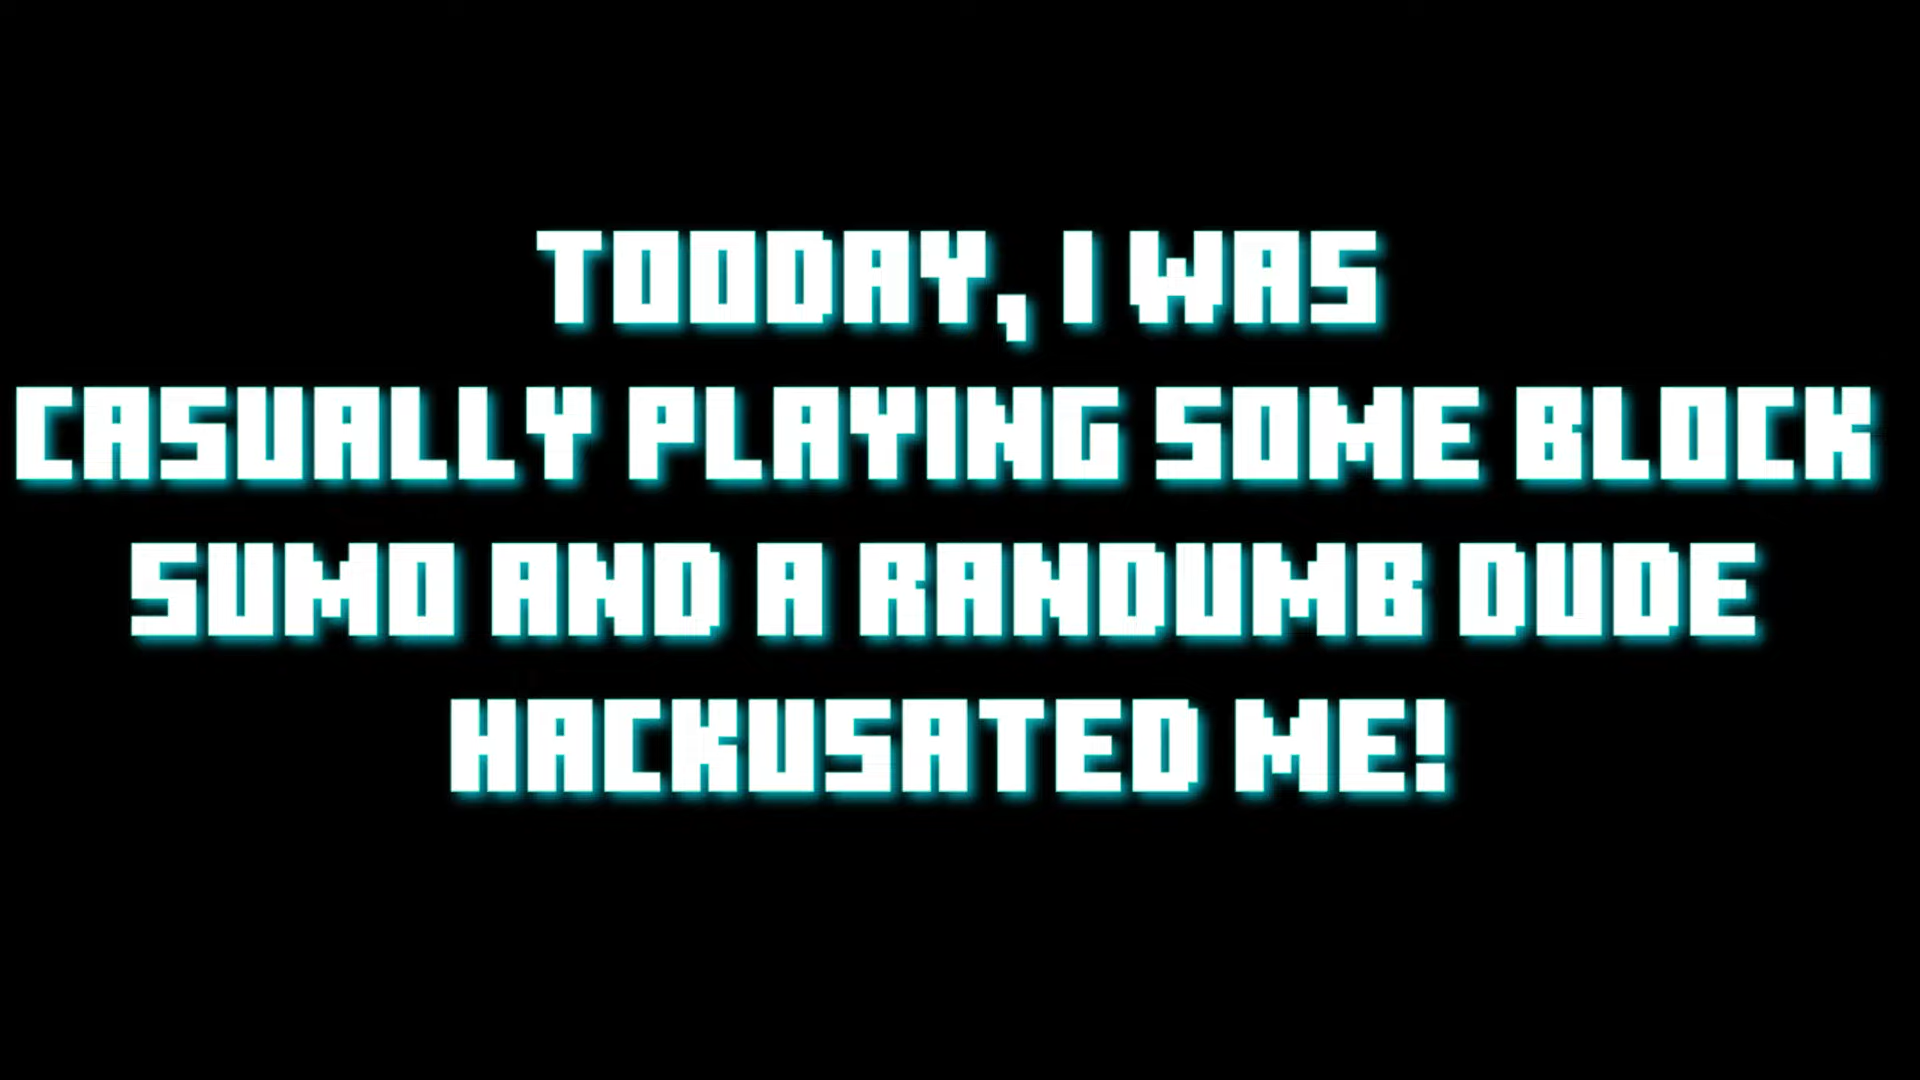 TOODAY, I WAS
CASUALLY PLAYING SOME BLOCK
SUMO AND A RANDUMB DUDE
HACKUSATED ME!